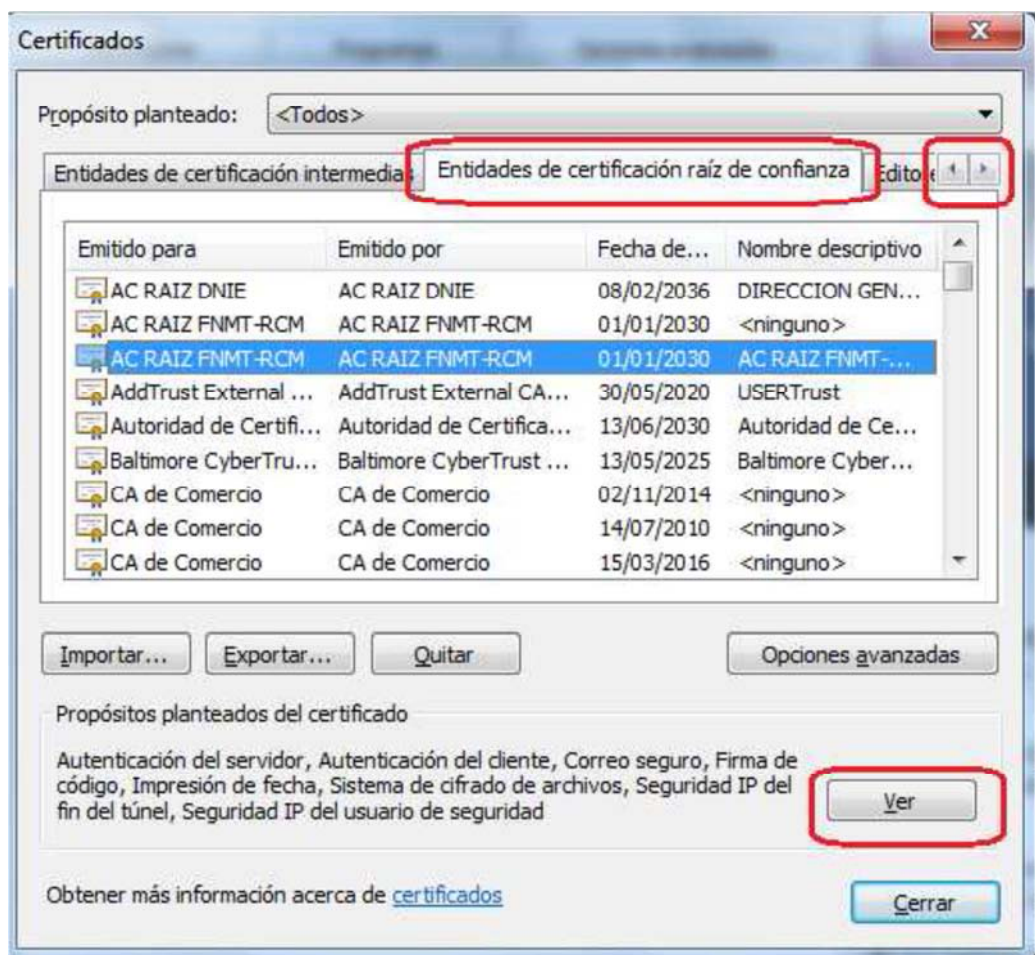 Certificados
Propósito planteado: <Todos>
Entidades de certificación intermedias Entidades de certificación raíz de confianza Editore
Emitido para Emitido por Fecha de... Nombre descriptivo
AC RAIZ DNIE AC RAIZ DNIE 08/02/2036 DIRECCION GEN...
AC RAIZ FNMT-RCM AC RAIZ FNMT-RCM 01/01/2030 <ninguno>
AC RAIZ FNMT-RCM AC RAIZ FNMT-RCM 01/01/2030 AC RAIZ FNMT-...
AddTrust External ... AddTrust External CA... 30/05/2020 USERTrust
Autoridad de Certifi... Autoridad de Certifica... 13/06/2030 Autoridad de Ce...
Baltimore CyberTru... Baltimore CyberTrust ... 13/05/2025 Baltimore Cyber...
CA de Comercio CA de Comercio 02/11/2014 <ninguno>
CA de Comercio CA de Comercio 14/07/2010 <ninguno>
CA de Comercio CA de Comercio 15/03/2016 <ninguno>
Importar... Exportar... Quitar Opciones avanzadas
Propósitos planteados del certificado
Autenticación del servidor, Autenticación del cliente, Correo seguro, Firma de
código, Impresión de fecha, Sistema de cifrado de archivos, Seguridad IP del
fin del túnel, Seguridad IP del usuario de seguridad
Ver
Obtener más información acerca de certificados
Cerrar